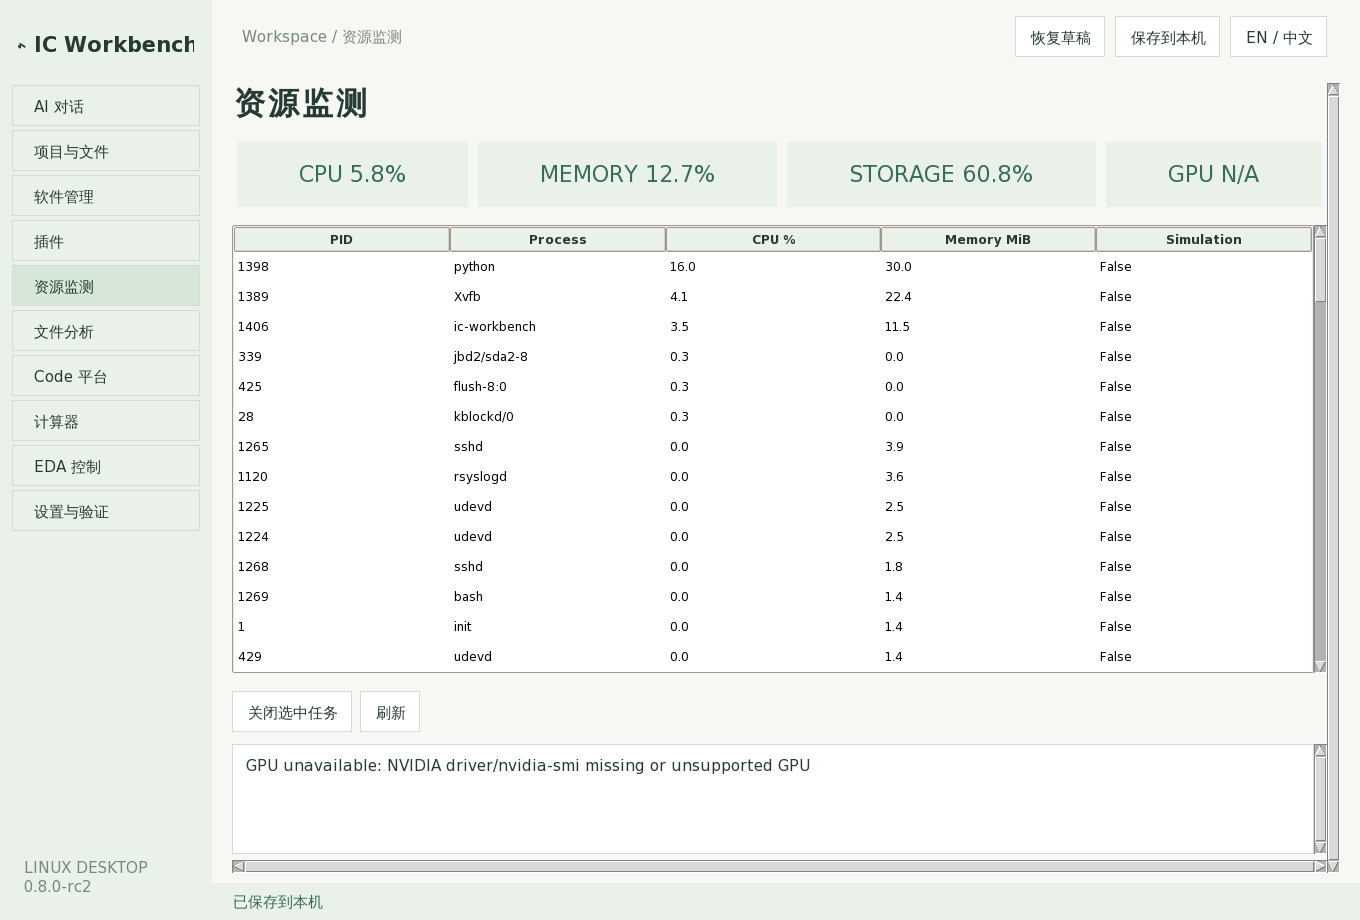 IC Workbench
Workspace / 资源监测
恢复草稿
保存到本机
EN / 中文
AI 对话
项目与文件
软件管理
插件
资源监测
文件分析
Code 平台
计算器
EDA 控制
设置与验证
LINUX DESKTOP
0.8.0-rc2
资源监测
CPU 5.8%
MEMORY 12.7%
STORAGE 60.8%
GPU N/A
PID Process CPU % Memory MiB Simulation
1398 python 16.0 30.0 False
1389 Xvfb 4.1 22.4 False
1406 ic-workbench 3.5 11.5 False
339 jbd2/sda2-8 0.3 0.0 False
425 flush-8:0 0.3 0.0 False
28 kblockd/0 0.3 0.0 False
1265 sshd 0.0 3.9 False
1120 rsyslogd 0.0 3.6 False
1225 udevd 0.0 2.5 False
1224 udevd 0.0 2.5 False
1268 sshd 0.0 1.8 False
1269 bash 0.0 1.4 False
1 init 0.0 1.4 False
429 udevd 0.0 1.4 False
关闭选中任务
刷新
GPU unavailable: NVIDIA driver/nvidia-smi missing or unsupported GPU
已保存到本机